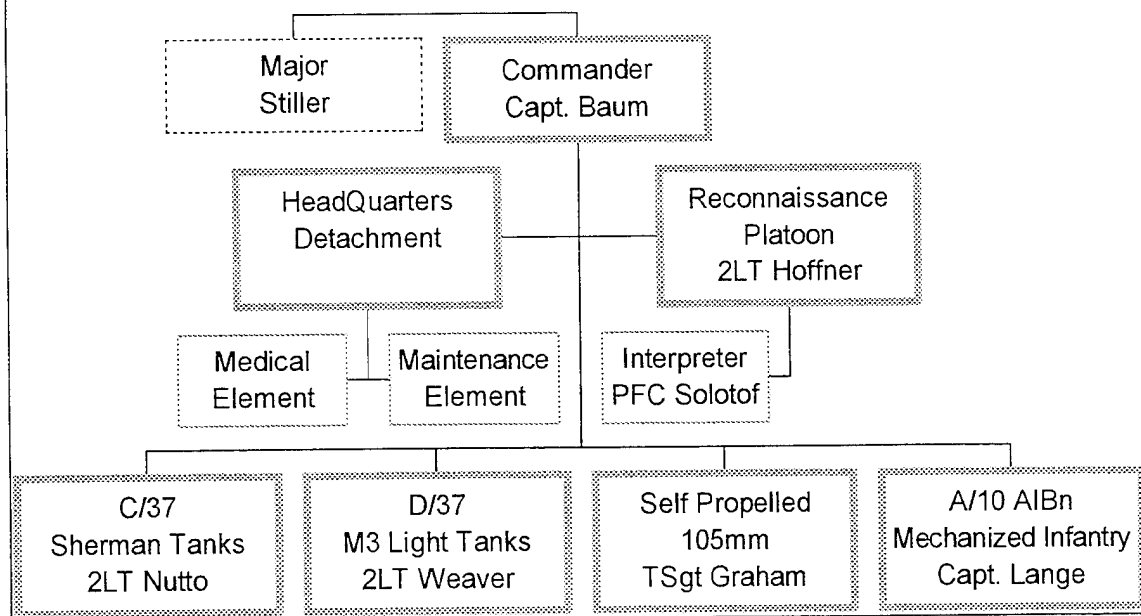 Major
Stiller
Commander
Capt. Baum
HeadQuarters
Detachment
Reconnaissance
Platoon
2LT Hoffner
Medical
Element
Maintenance
Element
Interpreter
PFC Solotof
C/37
Sherman Tanks
2LT Nutto
D/37
M3 Light Tanks
2LT Weaver
Self Propelled
105mm
TSgt Graham
A/10 AIBn
Mechanized Infantry
Capt. Lange